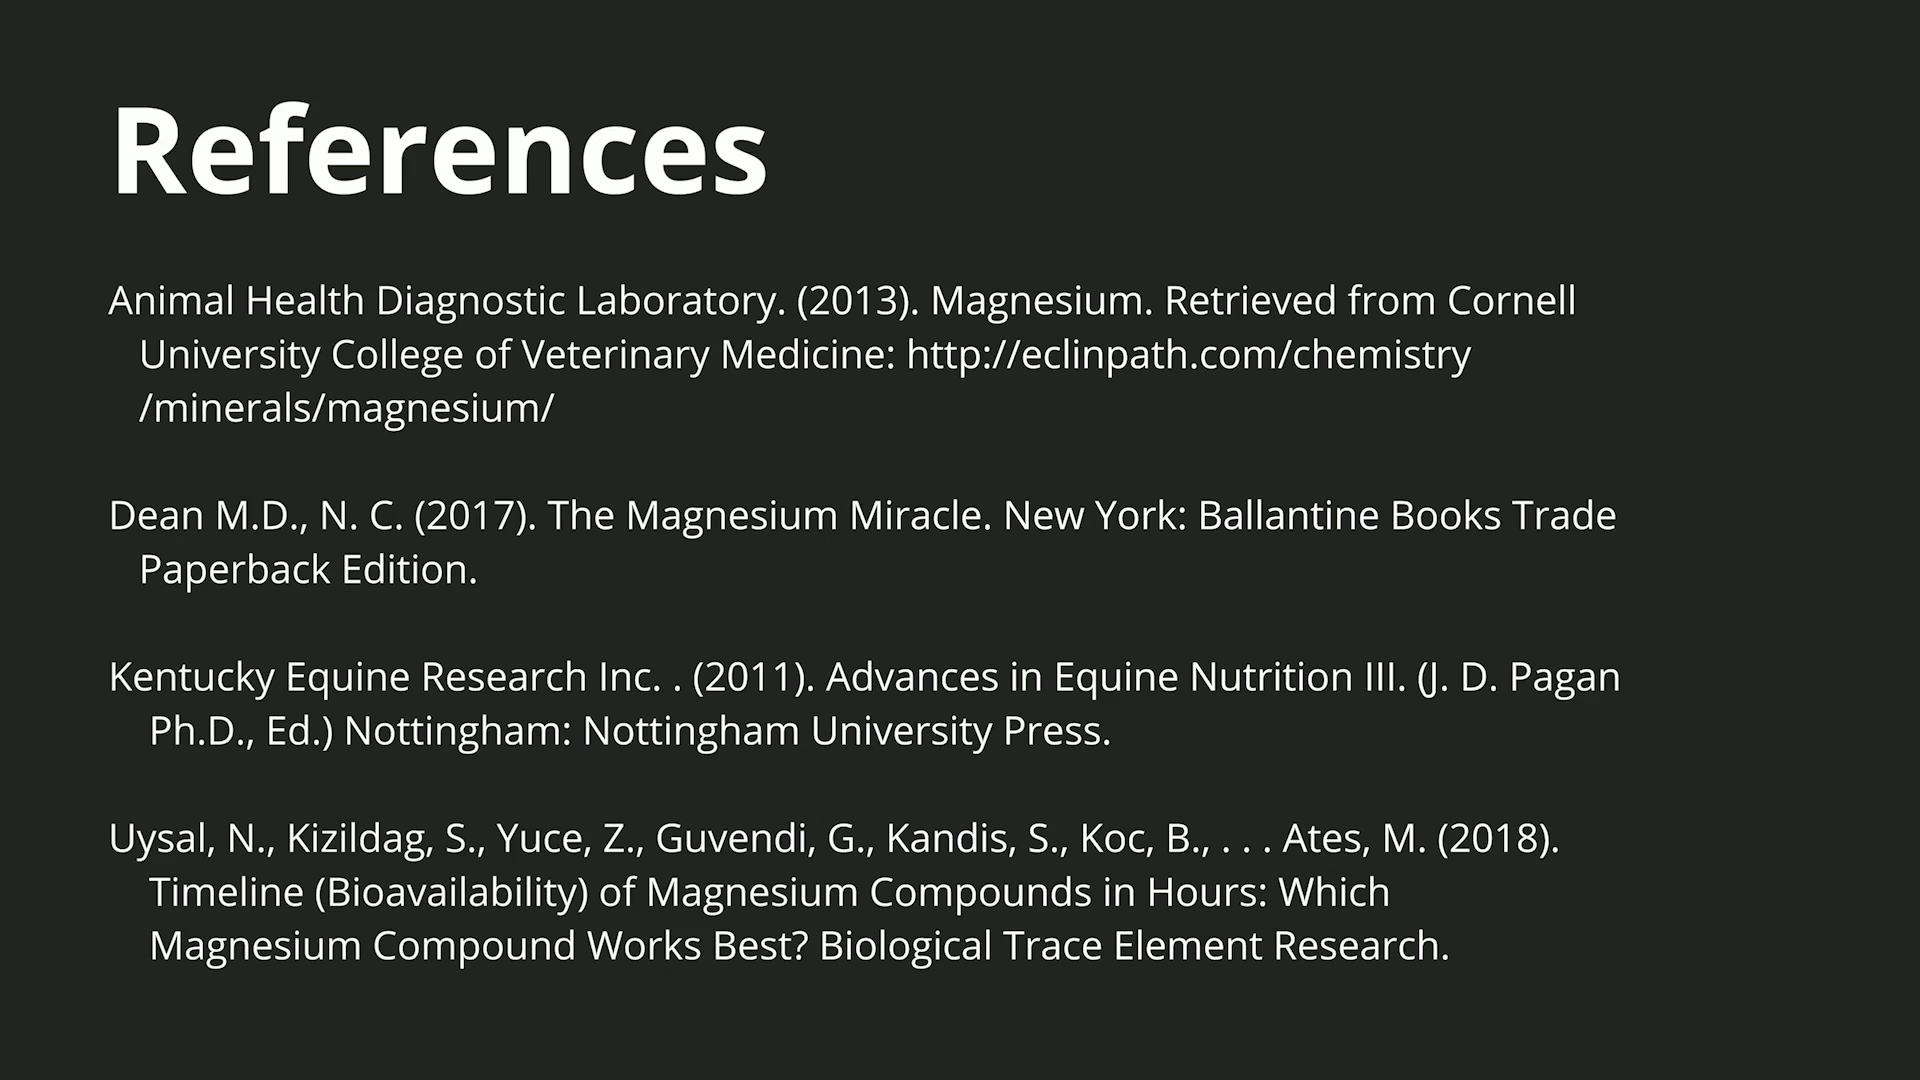 References
Animal Health Diagnostic Laboratory. (2013). Magnesium. Retrieved from Cornell
University College of Veterinary Medicine: http://eclinpath.com/chemistry
/minerals/magnesium/
Dean M.D., N. C. (2017). The Magnesium Miracle. New York: Ballantine Books Trade
Paperback Edition.
Kentucky Equine Research Inc. . (2011). Advances in Equine Nutrition III. (J. D. Pagan
Ph.D., Ed.) Nottingham: Nottingham University Press.
Uysal, N., Kizildag, S., Yuce, Z., Guvendi, G., Kandis, S., Koc, B., . . . Ates, M. (2018).
Timeline (Bioavailability) of Magnesium Compounds in Hours: Which
Magnesium Compound Works Best? Biological Trace Element Research.